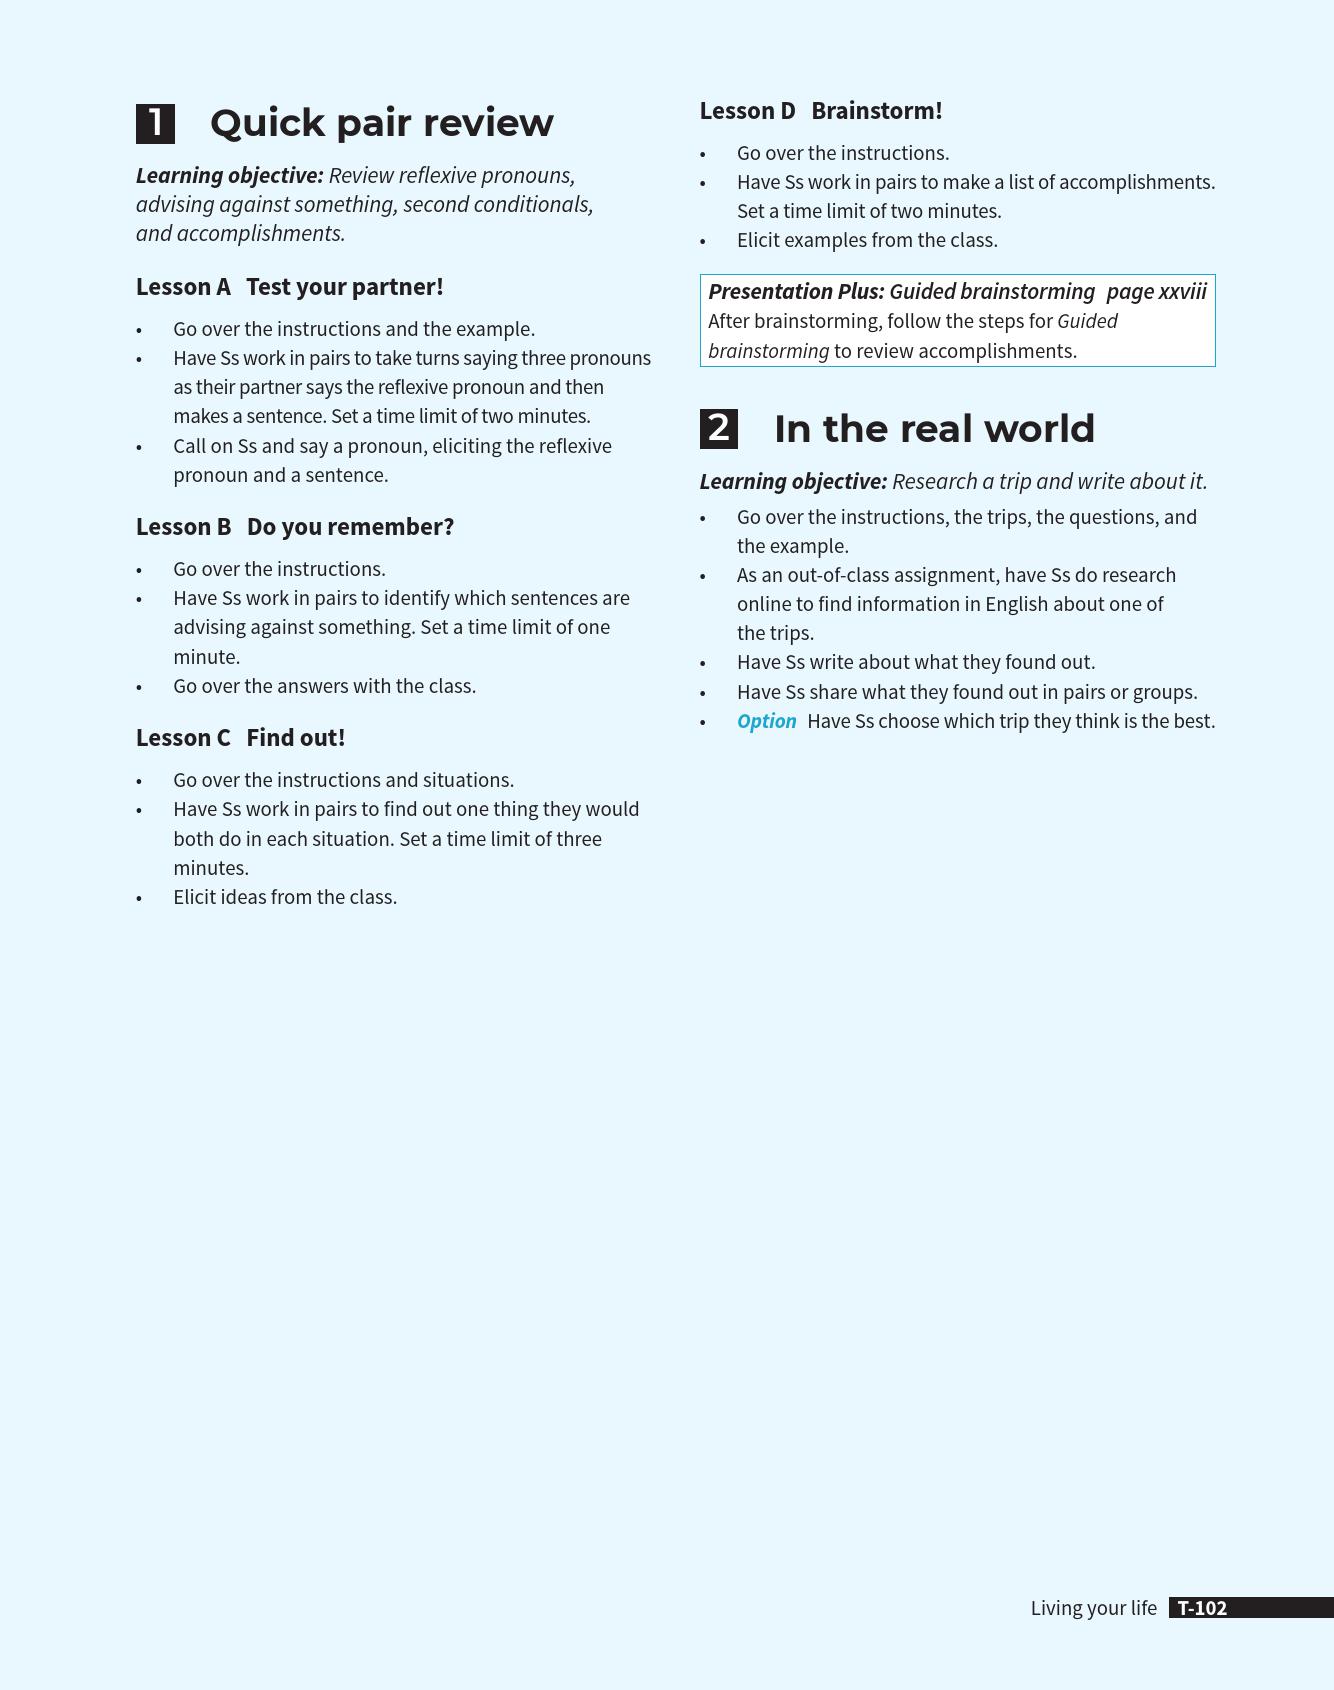 1 Quick pair review
Learning objective: Review reflexive pronouns,
advising against something, second conditionals,
and accomplishments.
Lesson A Test your partner!
• Go over the instructions and the example.
• Have Ss work in pairs to take turns saying three pronouns
as their partner says the reflexive pronoun and then
makes a sentence. Set a time limit of two minutes.
• Call on Ss and say a pronoun, eliciting the reflexive
pronoun and a sentence.
Lesson B Do you remember?
• Go over the instructions.
• Have Ss work in pairs to identify which sentences are
advising against something. Set a time limit of one
minute.
• Go over the answers with the class.
Lesson C Find out!
• Go over the instructions and situations.
• Have Ss work in pairs to find out one thing they would
both do in each situation. Set a time limit of three
minutes.
• Elicit ideas from the class.
Lesson D Brainstorm!
• Go over the instructions.
• Have Ss work in pairs to make a list of accomplishments.
Set a time limit of two minutes.
• Elicit examples from the class.
Presentation Plus: Guided brainstorming page xxviii
After brainstorming, follow the steps for Guided
brainstorming to review accomplishments.
2 In the real world
Learning objective: Research a trip and write about it.
• Go over the instructions, the trips, the questions, and
the example.
• As an out-of-class assignment, have Ss do research
online to find information in English about one of
the trips.
• Have Ss write about what they found out.
• Have Ss share what they found out in pairs or groups.
• Option Have Ss choose which trip they think is the best.
Living your life T-102